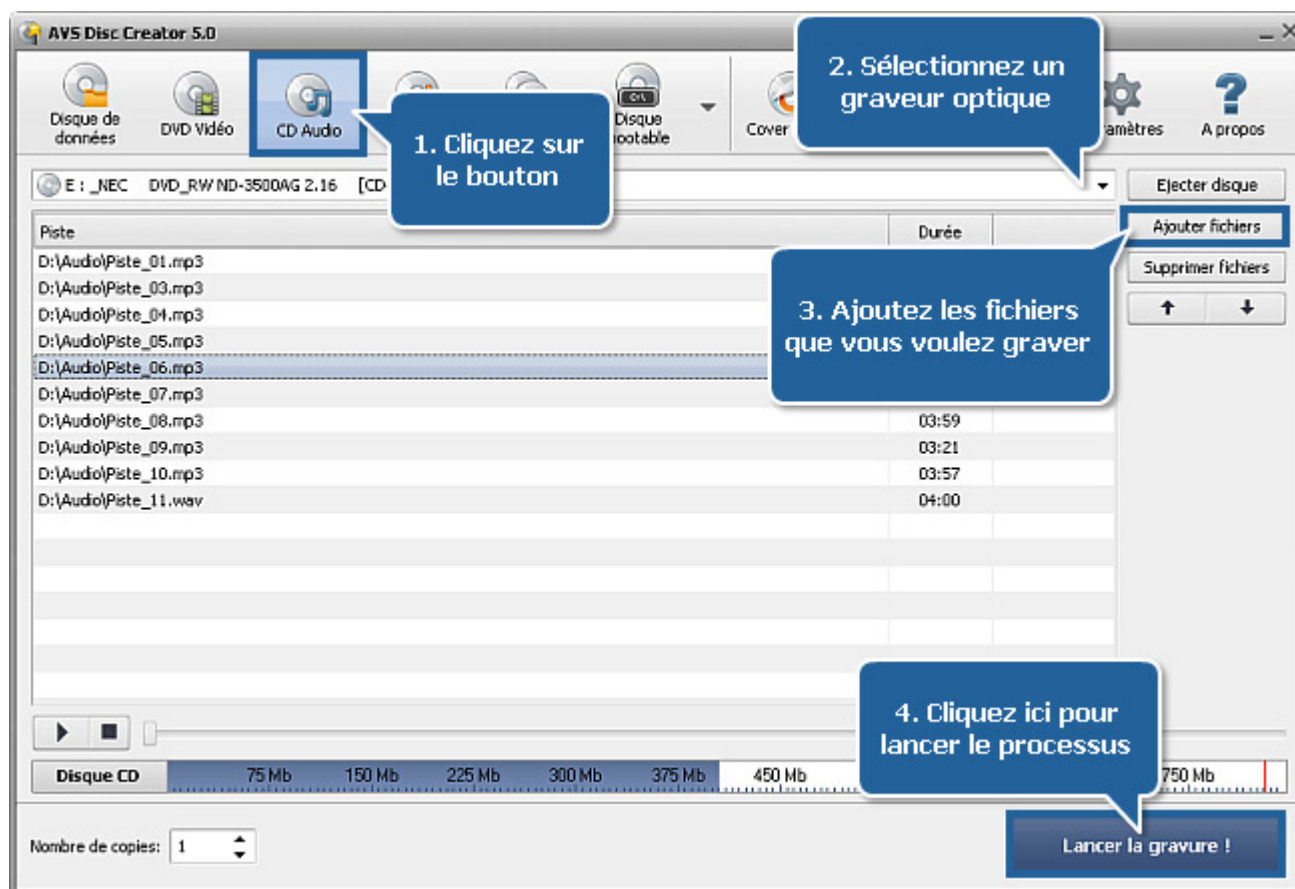 AVS Disc Creator 5.0
2. Sélectionnez un
graveur optique
Disque de
données
DVD Vidéo
CD Audio
Disque
Cover
A propos
1. Cliquez sur
le bouton
E : _NEC DVD_RW ND-3500AG 2.16 [CD
Ejecter disque
Piste
Durée
Ajouter fichiers
D:\Audio\Piste_01.mp3
Supprimer fichiers
D:\Audio\Piste_03.mp3
D:\Audio\Piste_04.mp3
3. Ajoutez les fichiers
que vous voulez graver
D:\Audio\Piste_05.mp3
D:\Audio\Piste_06.mp3
D:\Audio\Piste_07.mp3
D:\Audio\Piste_08.mp3 03:59
D:\Audio\Piste_09.mp3 03:21
D:\Audio\Piste_10.mp3 03:57
D:\Audio\Piste_11.wav 04:00
4. Cliquez ici pour
lancer le processus
Disque CD 75 Mb 150 Mb 225 Mb 300 Mb 375 Mb 450 Mb 750 Mb
Nombre de copies: 1
Lancer la gravure !